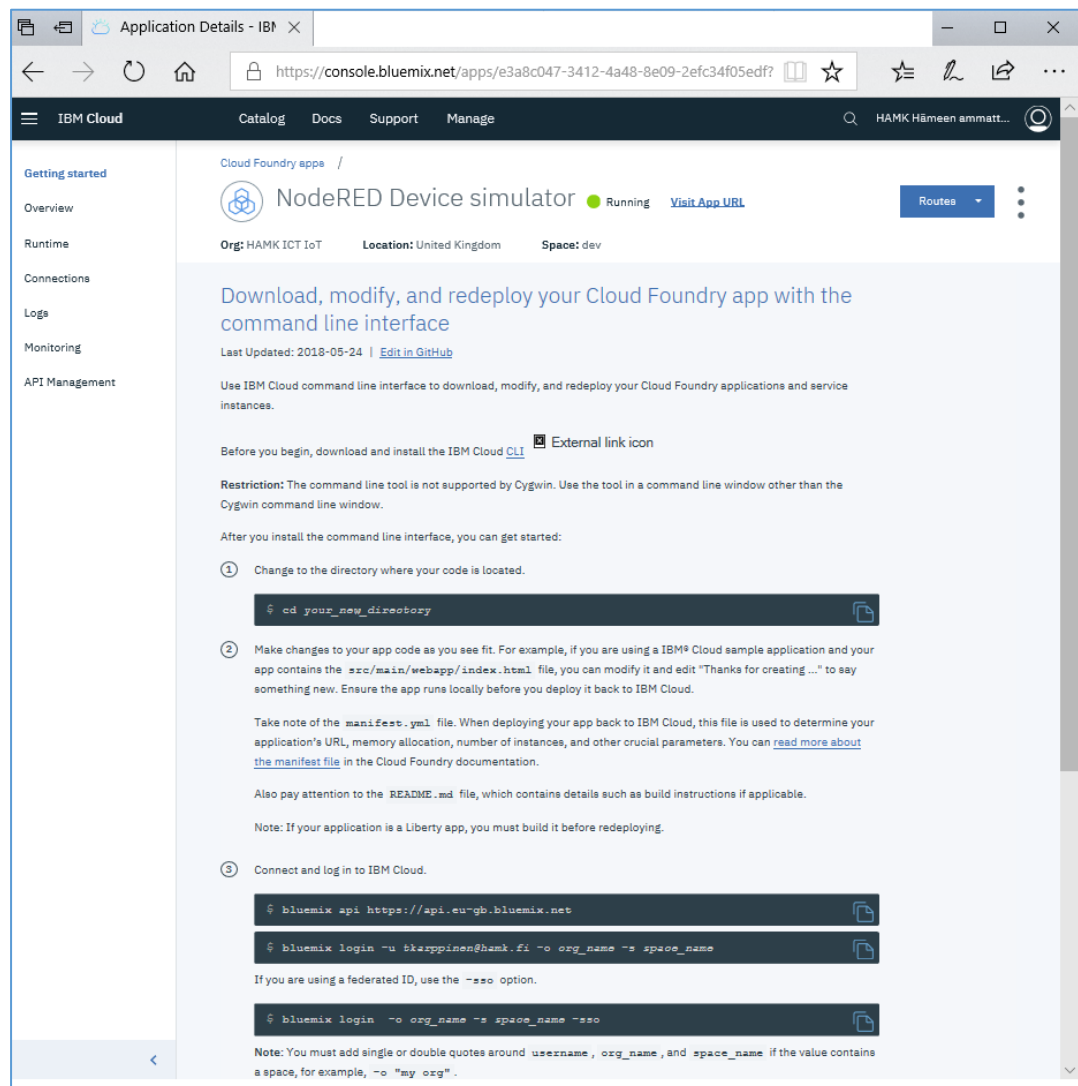 Application Details - IBM
https://console.bluemix.net/apps/e3a8c047-3412-4a48-8e09-2efc34f05edf?
IBM Cloud
Catalog
Docs
Support
Manage
HAMK Hämeen ammatt...
Getting started
Overview
Runtime
Connections
Logs
Monitoring
API Management
Cloud Foundry apps /
NodeRED Device simulator
Running
Visit App URL
Routes
Org: HAMK ICT IoT
Location: United Kingdom
Space: dev
Download, modify, and redeploy your Cloud Foundry app with the
command line interface
Last Updated: 2018-05-24 | Edit in GitHub
Use IBM Cloud command line interface to download, modify, and redeploy your Cloud Foundry applications and service
instances.
Before you begin, download and install the IBM Cloud CLI External link icon
Restriction: The command line tool is not supported by Cygwin. Use the tool in a command line window other than the
Cygwin command line window.
After you install the command line interface, you can get started:
1 Change to the directory where your code is located.
$ cd your_new_directory
2 Make changes to your app code as you see fit. For example, if you are using a IBM® Cloud sample application and your
app contains the src/main/webapp/index.html file, you can modify it and edit "Thanks for creating ..." to say
something new. Ensure the app runs locally before you deploy it back to IBM Cloud.
Take note of the manifest.yml file. When deploying your app back to IBM Cloud, this file is used to determine your
application's URL, memory allocation, number of instances, and other crucial parameters. You can read more about
the manifest file in the Cloud Foundry documentation.
Also pay attention to the README.md file, which contains details such as build instructions if applicable.
Note: If your application is a Liberty app, you must build it before redeploying.
3 Connect and log in to IBM Cloud.
$ bluemix api https://api.eu-gb.bluemix.net
$ bluemix login -u tkarppinen@hamk.fi -o org_name -s space_name
If you are using a federated ID, use the -sso option.
$ bluemix login -o org_name -s space_name -sso
Note: You must add single or double quotes around username, org_name, and space_name if the value contains
a space, for example, -o "my org".